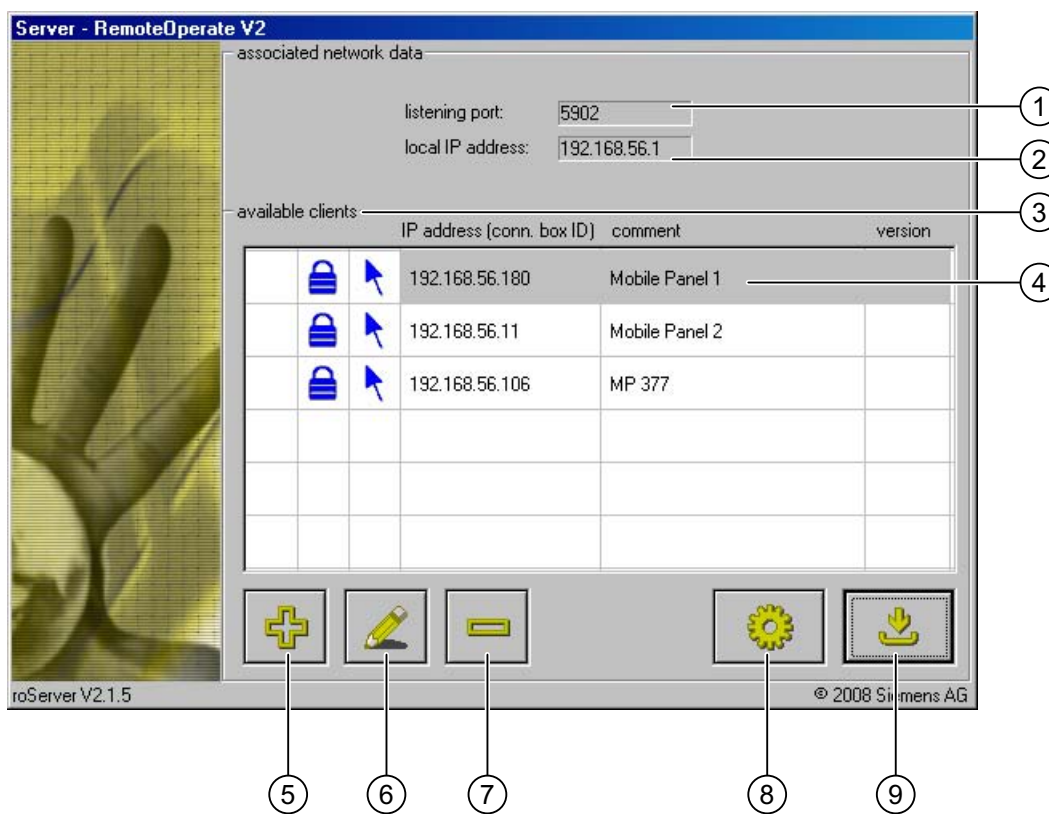 Server - RemoteOperate V2
associated network data
listening port: 5902
1
local IP address: 192.168.56.1
2
available clients
3
IP address (conn. box ID) comment version
192.168.56.180 Mobile Panel 1
4
192.168.56.11 Mobile Panel 2
192.168.56.106 MP 377
roServer V2.1.5 © 2008 Siemens AG
5 6 7 8 9